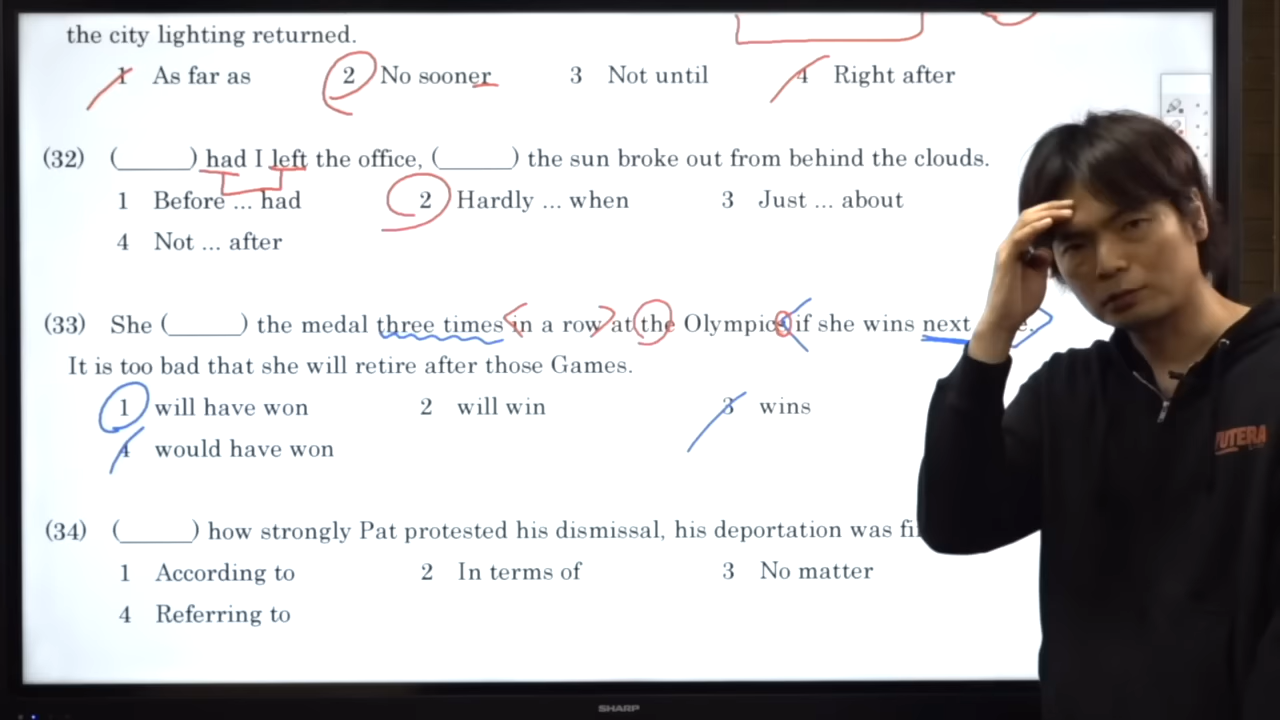 the city lighting returned.
1 As far as 2 No sooner 3 Not until 4 Right after
(32) (______) had I left the office, (______) the sun broke out from behind the clouds.
1 Before ... had 2 Hardly ... when 3 Just ... about
4 Not ... after
(33) She (______) the medal three times in a row at the Olympics if she wins next
It is too bad that she will retire after those Games.
1 will have won 2 will win 3 wins
4 would have won
(34) (______) how strongly Pat protested his dismissal, his deportation was
1 According to 2 In terms of 3 No matter
4 Referring to
FUTERA
SHARP